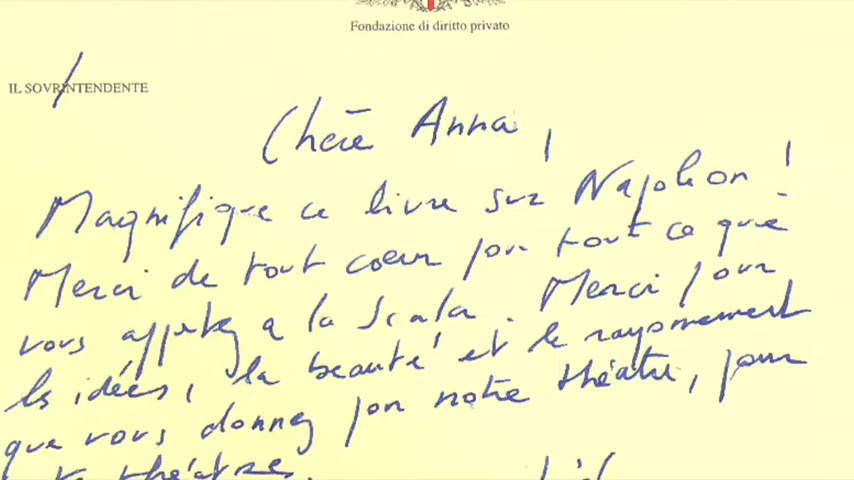 Fondazione di diritto privato
IL SOVRINTENDENTE
Chère Anna,
Magnifique ce livre sur Napoleon !
Merci de tout coeur pour tout ce que
vous apportez a la Scala. Merci pour
les idées, la beauté et le rayonnement
que vous donnez pour notre théâtre, pour
théâtres.